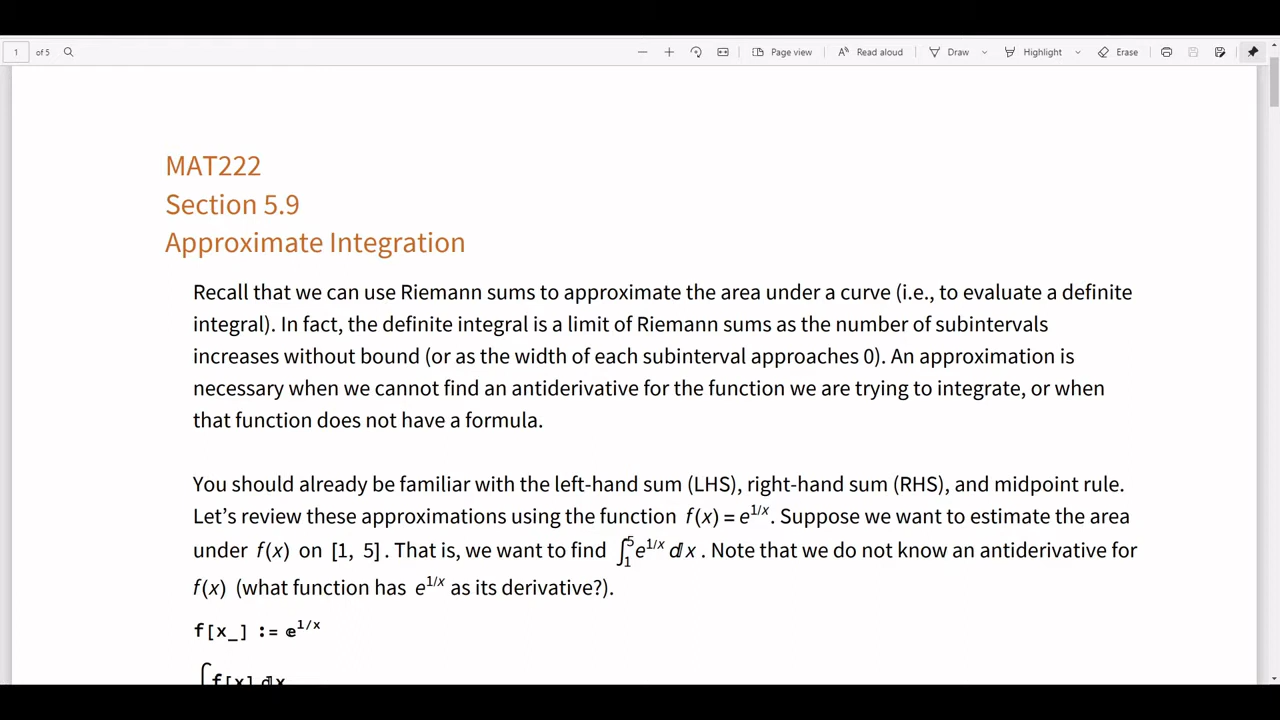 1 of 5 Page view Read aloud Draw Highlight Erase
MAT222
Section 5.9
Approximate Integration
Recall that we can use Riemann sums to approximate the area under a curve (i.e., to evaluate a definite
integral). In fact, the definite integral is a limit of Riemann sums as the number of subintervals
increases without bound (or as the width of each subinterval approaches 0). An approximation is
necessary when we cannot find an antiderivative for the function we are trying to integrate, or when
that function does not have a formula.
You should already be familiar with the left-hand sum (LHS), right-hand sum (RHS), and midpoint rule.
Let’s review these approximations using the function f(x) = e^1/x. Suppose we want to estimate the area
under f(x) on [1, 5]. That is, we want to find ∫₁⁵ e^1/x ⅆx. Note that we do not know an antiderivative for
f(x) (what function has e^1/x as its derivative?).
f[x_] := ⅇ^1/x
∫f[x] ⅆx